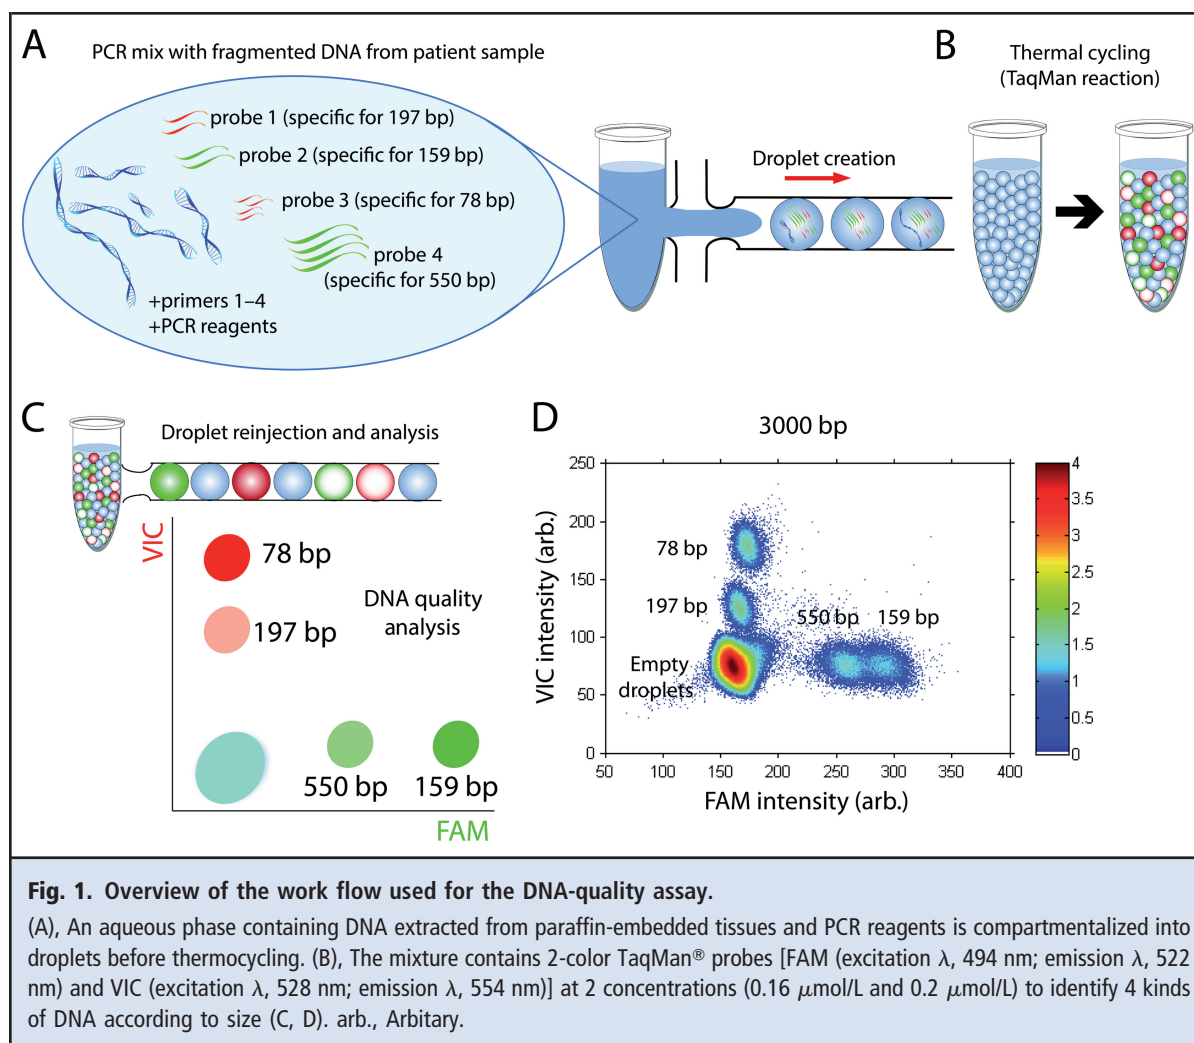 A
PCR mix with fragmented DNA from patient sample
probe 1 (specific for 197 bp)
probe 2 (specific for 159 bp)
probe 3 (specific for 78 bp)
probe 4
(specific for 550 bp)
+primers 1–4
+PCR reagents
Droplet creation
B
Thermal cycling
(TaqMan reaction)
C
Droplet reinjection and analysis
VIC
78 bp
197 bp
DNA quality
analysis
550 bp
159 bp
FAM
D
3000 bp
VIC intensity (arb.)
250
200
150
100
50
0
78 bp
197 bp
550 bp
159 bp
Empty
droplets
50
100
150
200
250
300
350
400
FAM intensity (arb.)
4
3.5
3
2.5
2
1.5
1
0.5
0
Fig. 1. Overview of the work flow used for the DNA-quality assay.
(A), An aqueous phase containing DNA extracted from paraffin-embedded tissues and PCR reagents is compartmentalized into
droplets before thermocycling. (B), The mixture contains 2-color TaqMan® probes [FAM (excitation λ, 494 nm; emission λ, 522
nm) and VIC (excitation λ, 528 nm; emission λ, 554 nm)] at 2 concentrations (0.16 μmol/L and 0.2 μmol/L) to identify 4 kinds
of DNA according to size (C, D). arb., Arbitary.